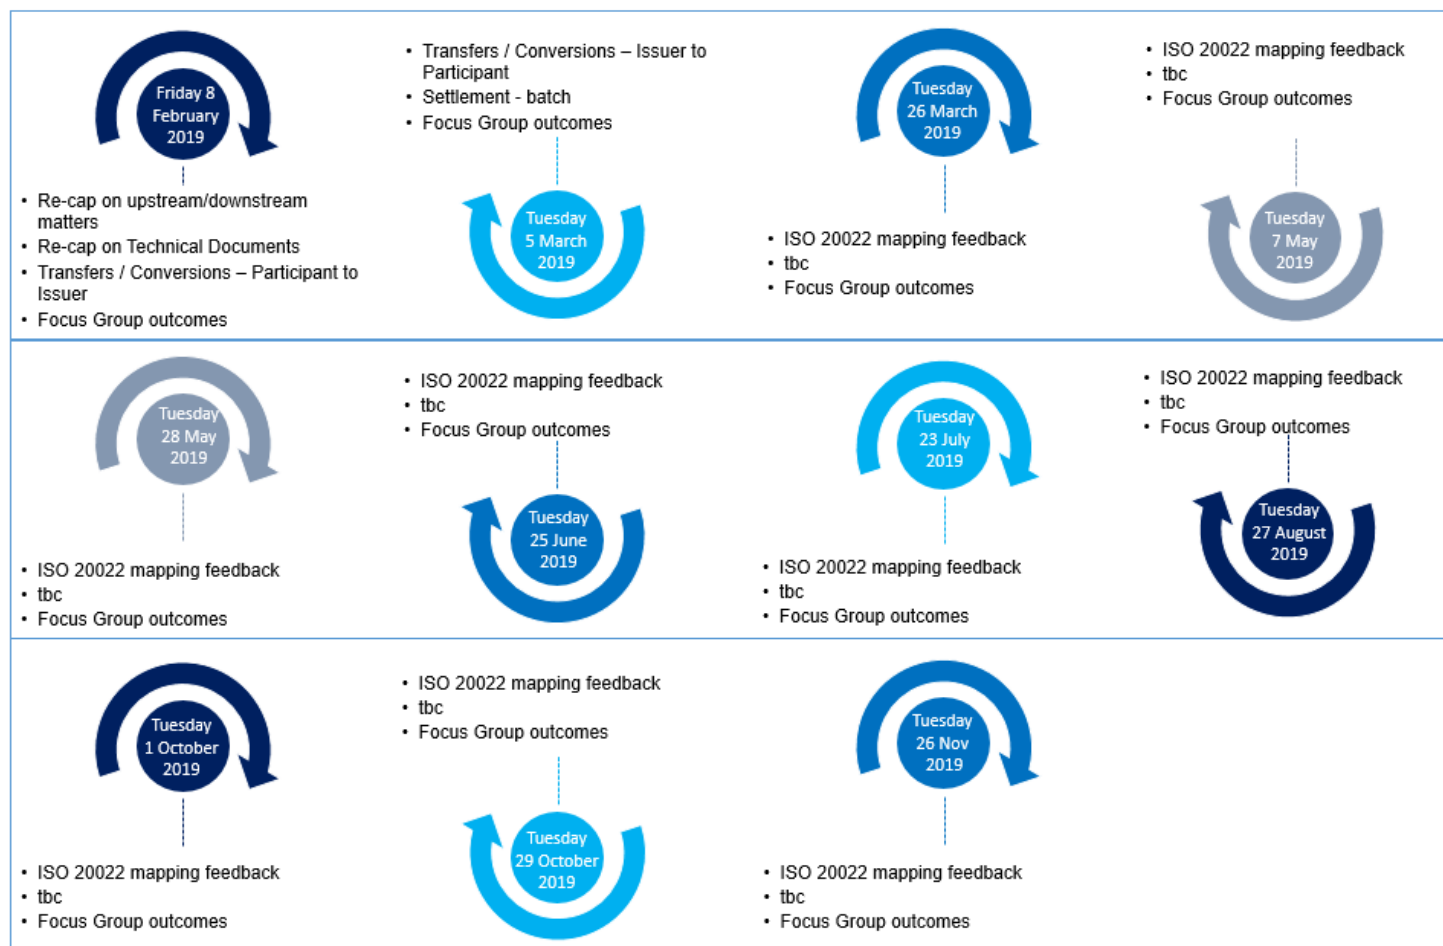 Friday 8
February
2019
• Re-cap on upstream/downstream
matters
• Re-cap on Technical Documents
• Transfers / Conversions – Participant to
Issuer
• Focus Group outcomes
• Transfers / Conversions – Issuer to
Participant
• Settlement - batch
• Focus Group outcomes
Tuesday
5 March
2019
Tuesday
26 March
2019
• ISO 20022 mapping feedback
• tbc
• Focus Group outcomes
• ISO 20022 mapping feedback
• tbc
• Focus Group outcomes
Tuesday
7 May
2019
Tuesday
28 May
2019
• ISO 20022 mapping feedback
• tbc
• Focus Group outcomes
• ISO 20022 mapping feedback
• tbc
• Focus Group outcomes
Tuesday
25 June
2019
Tuesday
23 July
2019
• ISO 20022 mapping feedback
• tbc
• Focus Group outcomes
• ISO 20022 mapping feedback
• tbc
• Focus Group outcomes
Tuesday
27 August
2019
Tuesday
1 October
2019
• ISO 20022 mapping feedback
• tbc
• Focus Group outcomes
• ISO 20022 mapping feedback
• tbc
• Focus Group outcomes
Tuesday
29 October
2019
Tuesday
26 Nov
2019
• ISO 20022 mapping feedback
• tbc
• Focus Group outcomes